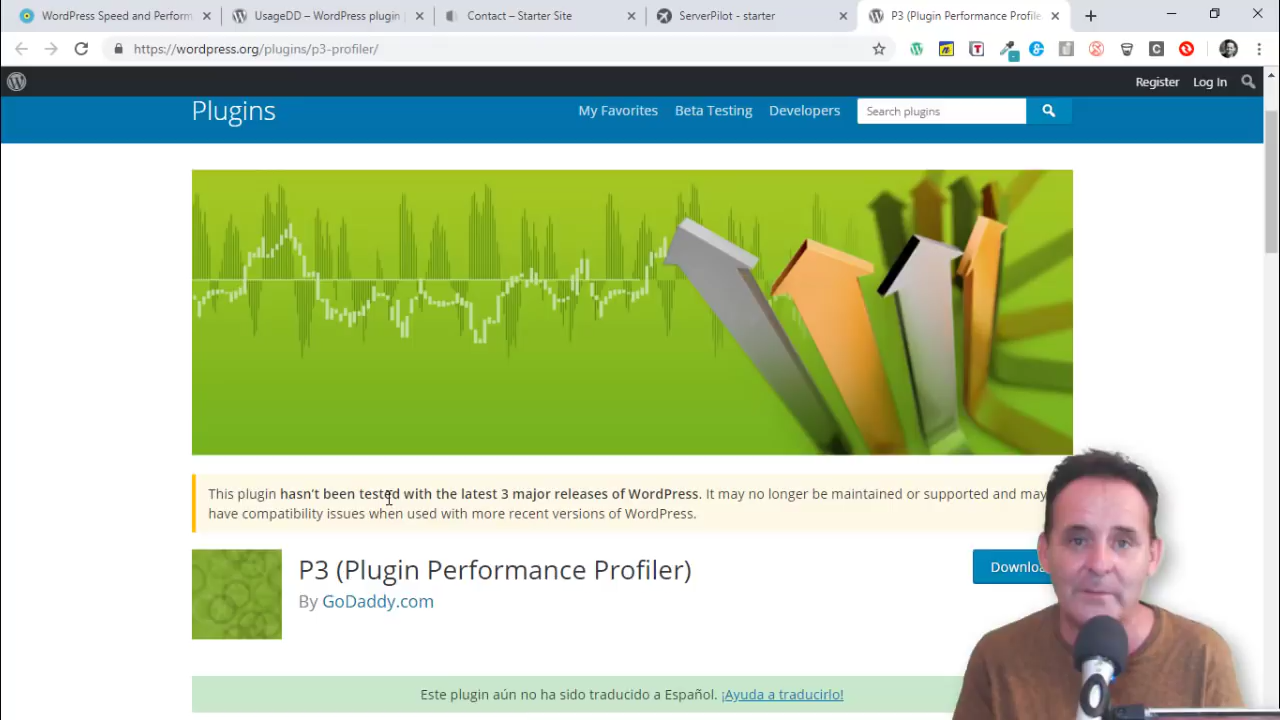 WordPress Speed and Perform
UsageDD – WordPress plugin
Contact – Starter Site
ServerPilot - starter
P3 (Plugin Performance Profile
https://wordpress.org/plugins/p3-profiler/
Register
Log In
Plugins
My Favorites
Beta Testing
Developers
Search plugins
This plugin hasn't been tested with the latest 3 major releases of WordPress. It may no longer be maintained or supported and may
have compatibility issues when used with more recent versions of WordPress.
P3 (Plugin Performance Profiler)
Downloa
By GoDaddy.com
Este plugin aún no ha sido traducido a Español. ¡Ayuda a traducirlo!